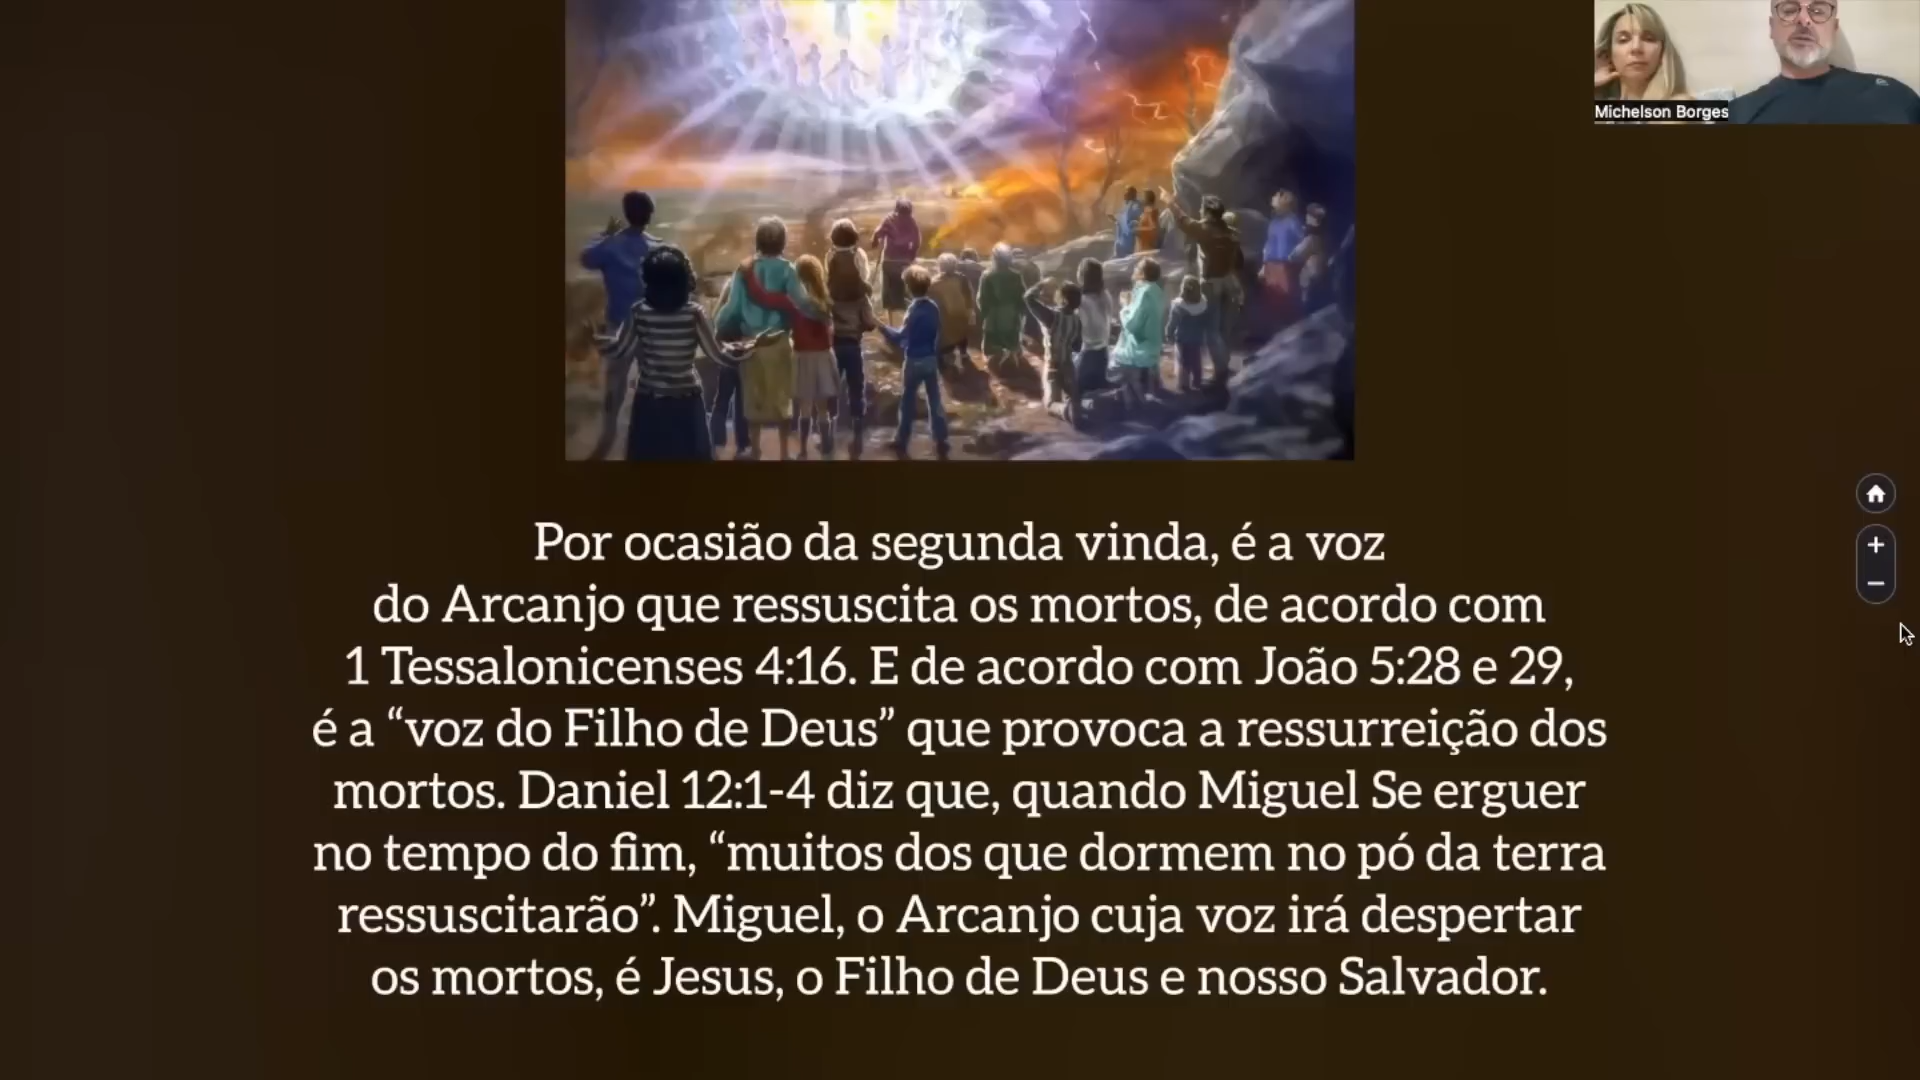 Michelson Borges
Por ocasião da segunda vinda, é a voz
do Arcanjo que ressuscita os mortos, de acordo com
1 Tessalonicenses 4:16. E de acordo com João 5:28 e 29,
é a “voz do Filho de Deus” que provoca a ressurreição dos
mortos. Daniel 12:1-4 diz que, quando Miguel Se erguer
no tempo do fim, “muitos dos que dormem no pó da terra
ressuscitarão”. Miguel, o Arcanjo cuja voz irá despertar
os mortos, é Jesus, o Filho de Deus e nosso Salvador.